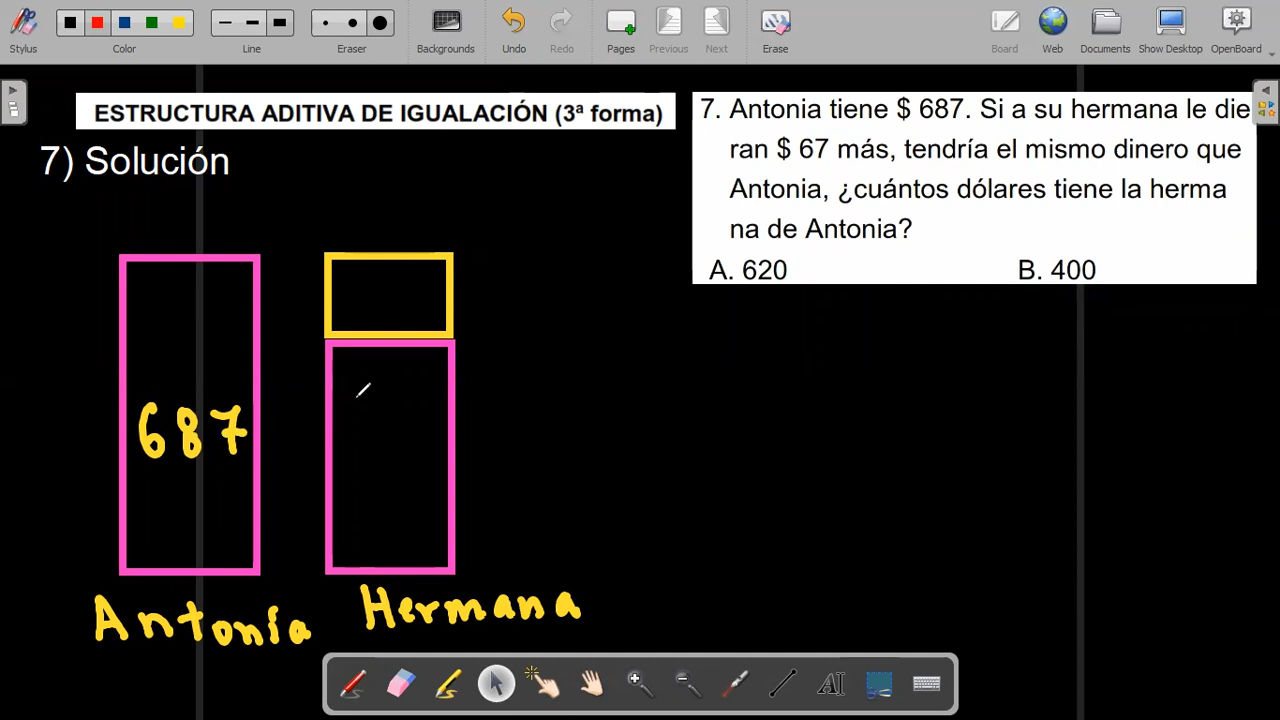 Stylus Color Line Eraser Backgrounds Undo Redo Pages Previous Next Erase Board Web Documents Show Desktop OpenBoard
ESTRUCTURA ADITIVA DE IGUALACIÓN (3ª forma)
7) Solución
7. Antonia tiene $ 687. Si a su hermana le die
ran $ 67 más, tendría el mismo dinero que
Antonia, ¿cuántos dólares tiene la herma
na de Antonia?
A. 620 B. 400
687
Antonia Hermana